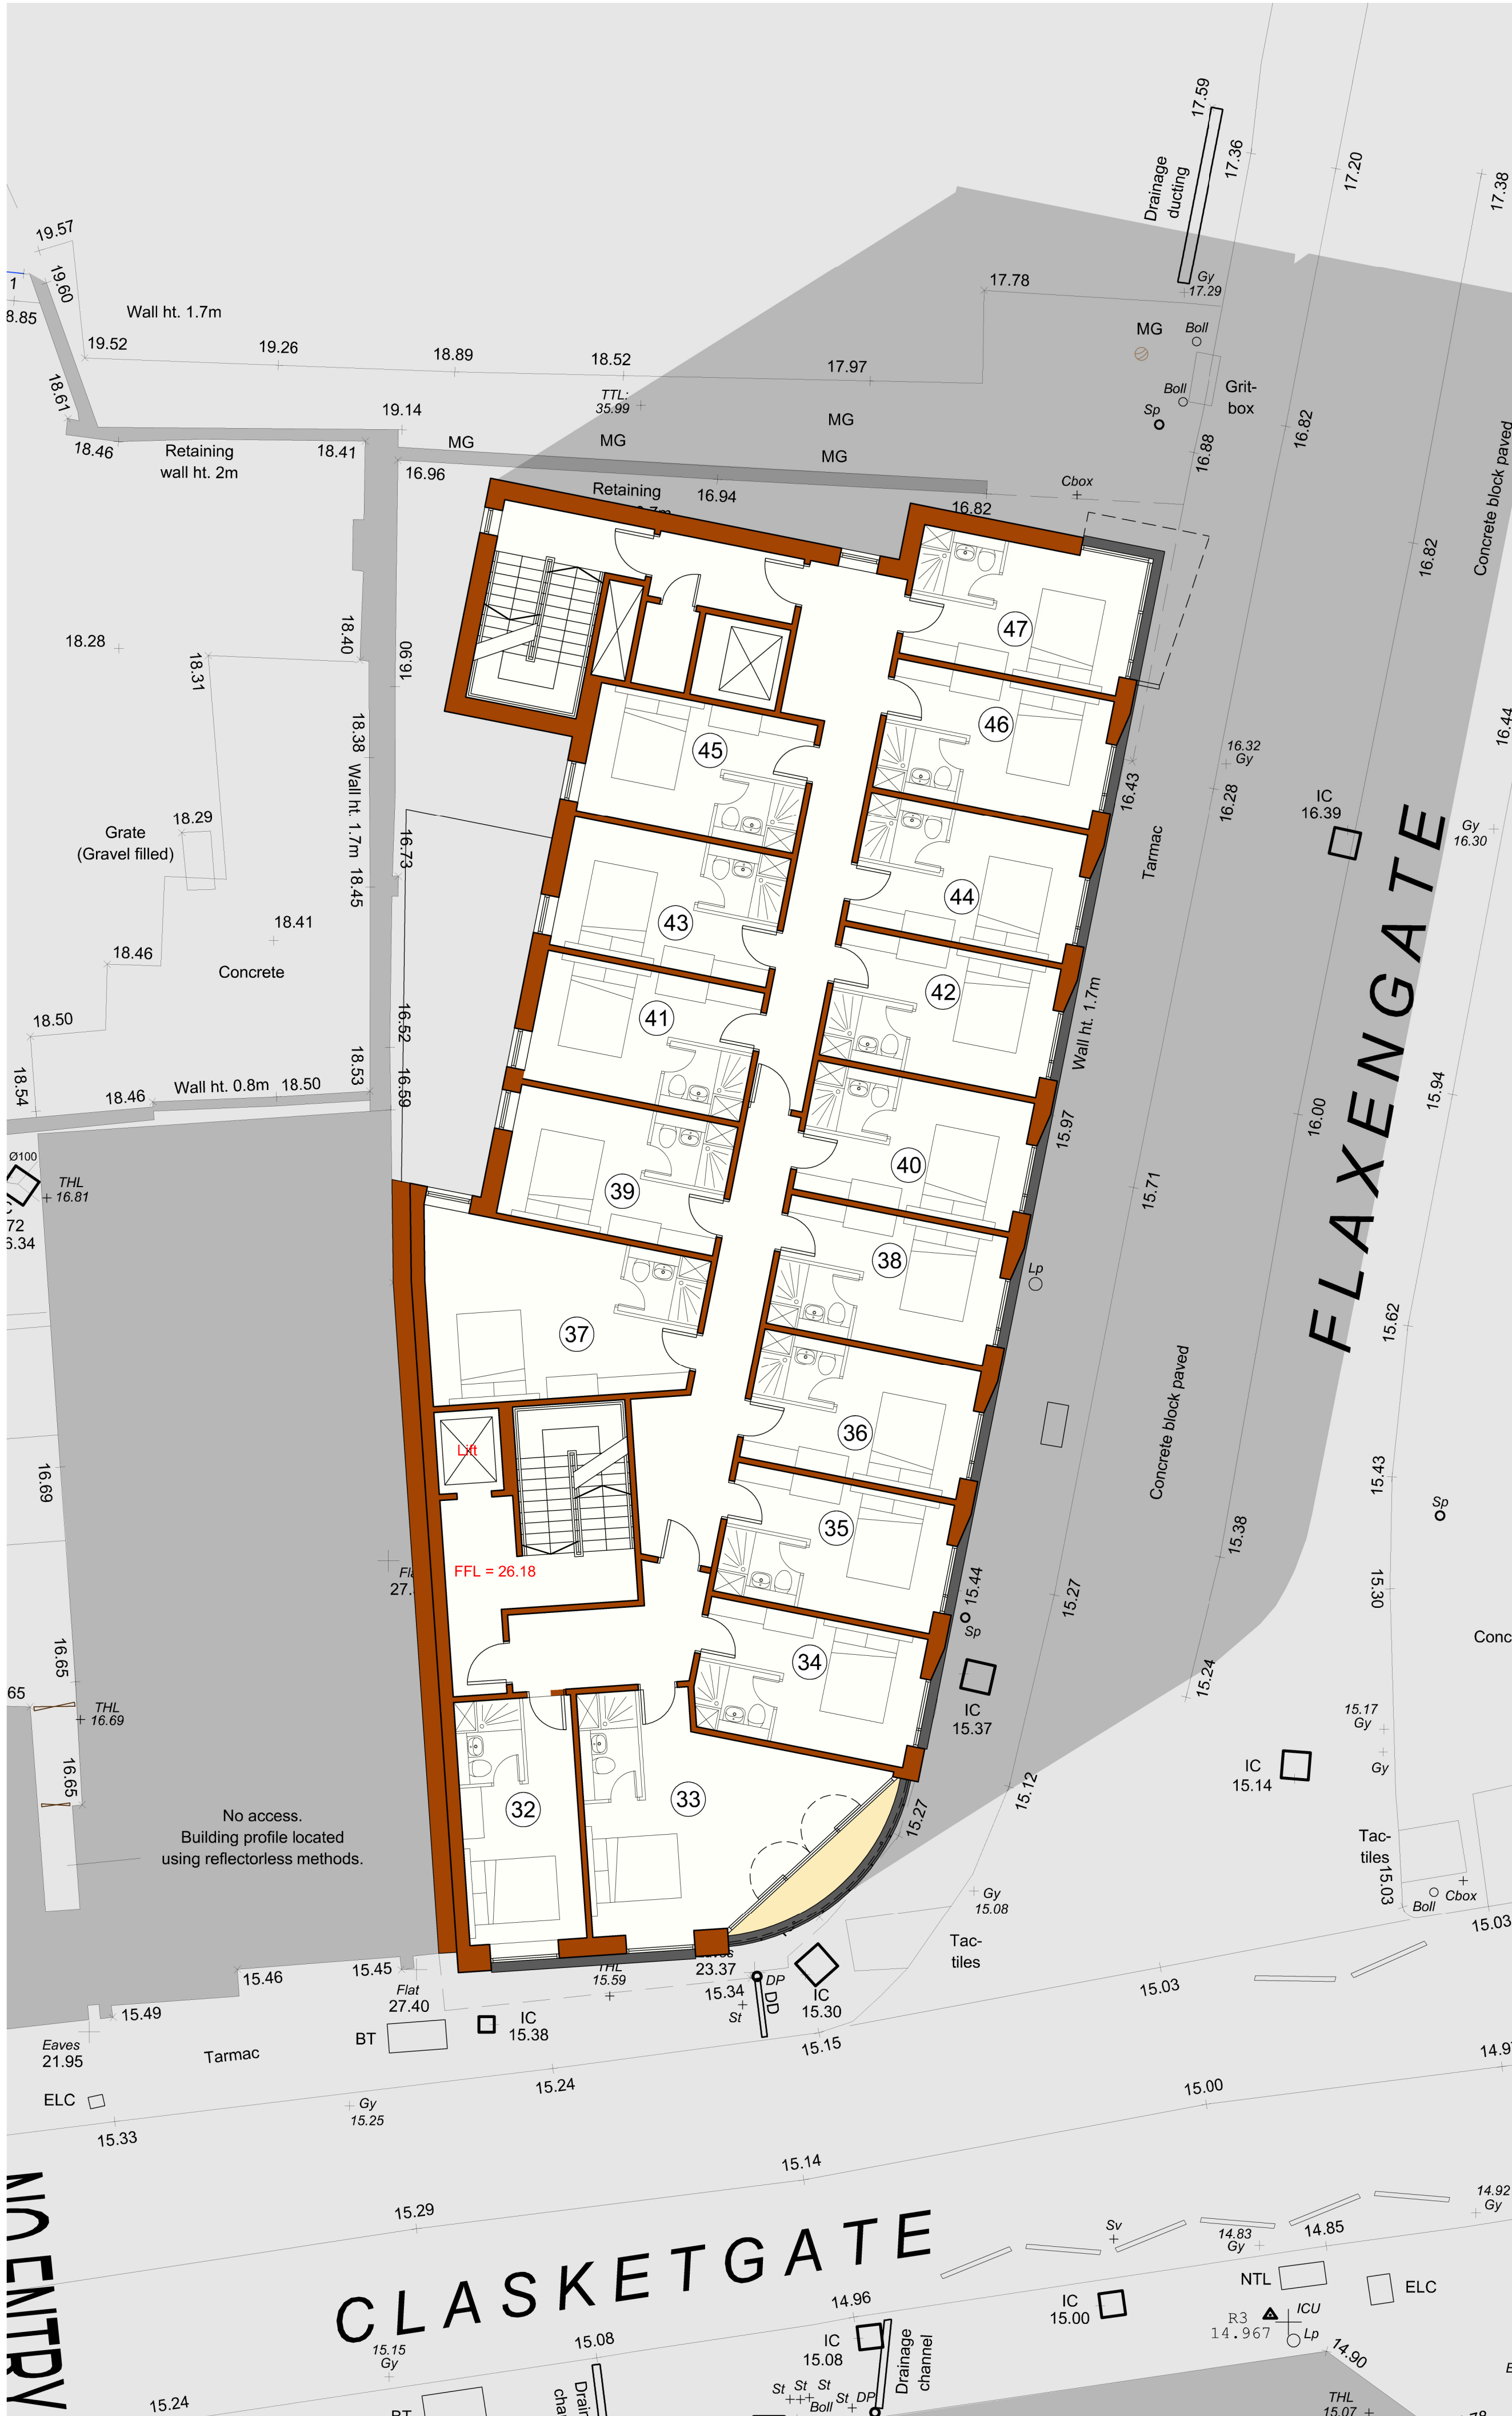 17.59
17.36
17.20
17.38
Drainage
ducting
19.57
19.60
1
8.85
Wall ht. 1.7m
17.78
Gy
17.29
MG
Boll
19.52
19.26
18.89
18.52
17.97
18.61
TTL:
35.99
Boll
Grit-
box
Sp
19.14
MG
MG
MG
MG
16.82
16.88
18.46
Retaining
wall ht. 2m
18.41
16.96
Retaining
16.94
16.82
Cbox
Concrete block paved
16.82
18.28
18.40
16.90
18.31
47
46
45
44
43
42
41
40
39
38
37
36
35
34
33
32
18.38
Wall ht. 1.7m
18.45
16.44
16.32
Gy
16.43
16.28
IC
16.39
Gy
16.30
Tarmac
FLAXENGATE
18.29
Grate
(Gravel filled)
16.73
18.41
18.46
Concrete
18.50
16.52
Wall ht. 1.7m
18.54
18.46
Wall ht. 0.8m
18.50
18.53
16.59
15.94
16.00
15.97
Ø100
THL
16.81
72
6.34
15.71
Lp
15.62
Concrete block paved
15.43
Sp
Lift
16.69
15.38
FFL = 26.18
15.44
15.27
15.30
27.
Sp
Conc
16.65
65
THL
16.69
IC
15.37
15.24
15.17
Gy
Gy
16.65
IC
15.14
15.12
15.27
No access.
Building profile located
using reflectorless methods.
Tac-
tiles
15.03
Boll
Cbox
15.03
Gy
15.08
Tac-
tiles
15.46
15.45
Flat
27.40
THL
15.59
23.37
15.34
St
DP
DD
IC
15.30
15.03
15.49
Eaves
21.95
Tarmac
BT
IC
15.38
15.15
14.9
ELC
Gy
15.25
15.24
15.00
15.33
15.14
NO ENTRY
15.29
CLASKETGATE
Sv
14.83
Gy
14.85
14.92
Gy
NTL
ELC
14.96
IC
15.00
R3
14.967
ICU
Lp
14.90
15.15
Gy
15.08
IC
15.08
Drainage
channel
15.24
BT
St
St
St
Boll
St
DP
THL
15.07